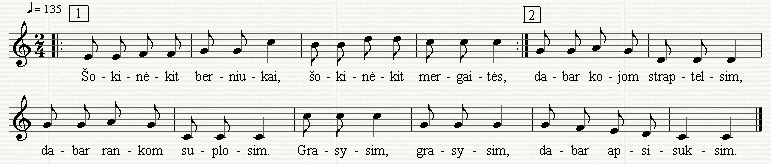 ♩= 135 1 2
Šo - ki - nė - kit ber - niu - kai, šo - ki - nė - kit mer - gai - tės, da - bar ko - jom strap - tel - sim,
da - bar ran - kom su - plo - sim. Gra - sy - sim, gra - sy - sim, da - bar ap - si - suk - sim.